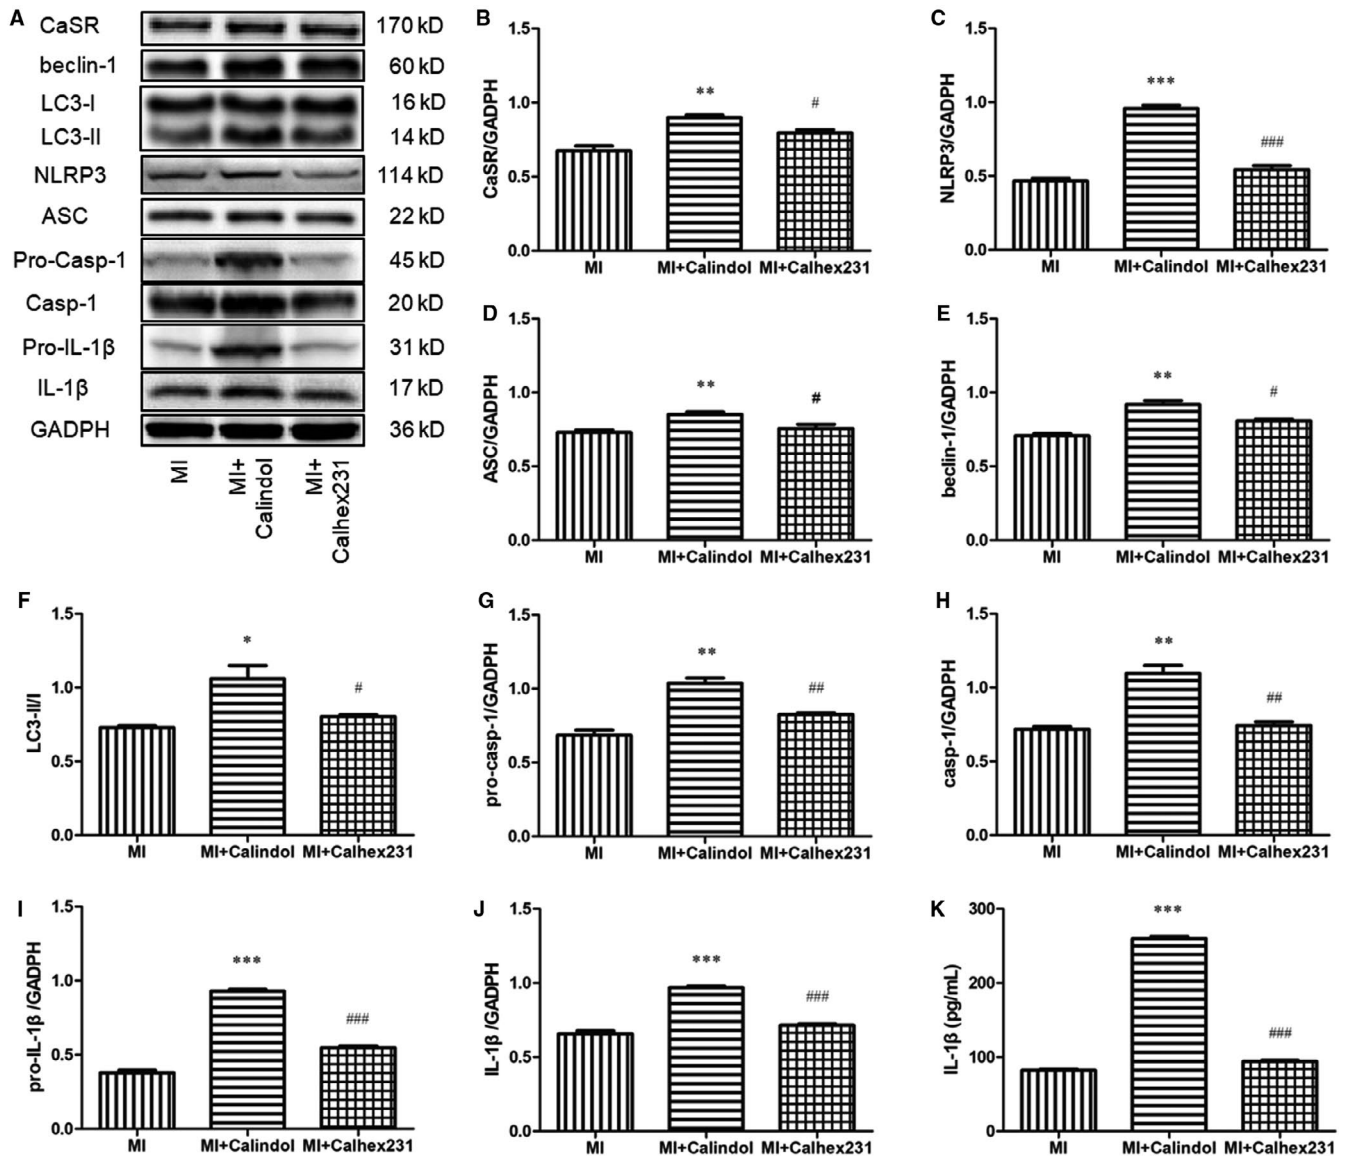 A
CaSR 170 kD
beclin-1 60 kD
LC3-I 16 kD
LC3-II 14 kD
NLRP3 114 kD
ASC 22 kD
Pro-Casp-1 45 kD
Casp-1 20 kD
Pro-IL-1β 31 kD
IL-1β 17 kD
GADPH 36 kD
MI
MI+
Calindol
MI+
Calhex231
B
CaSR/GADPH
1.5
1.0
0.5
0.0
**
#
MI MI+Calindol MI+Calhex231
C
NLRP3/GADPH
1.5
1.0
0.5
0.0
***
###
MI MI+Calindol MI+Calhex231
D
ASC/GADPH
1.5
1.0
0.5
0.0
**
#
MI MI+Calindol MI+Calhex231
E
beclin-1/GADPH
1.5
1.0
0.5
0.0
**
#
MI MI+Calindol MI+Calhex231
F
LC3-II/I
1.5
1.0
0.5
0.0
*
#
MI MI+Calindol MI+Calhex231
G
pro-casp-1/GADPH
1.5
1.0
0.5
0.0
**
##
MI MI+Calindol MI+Calhex231
H
casp-1/GADPH
1.5
1.0
0.5
0.0
**
##
MI MI+Calindol MI+Calhex231
I
pro-IL-1β /GADPH
1.5
1.0
0.5
0.0
***
###
MI MI+Calindol MI+Calhex231
J
IL-1β /GADPH
1.5
1.0
0.5
0.0
***
###
MI MI+Calindol MI+Calhex231
K
IL-1β (pg/mL)
300
200
100
0
***
###
MI MI+Calindol MI+Calhex231